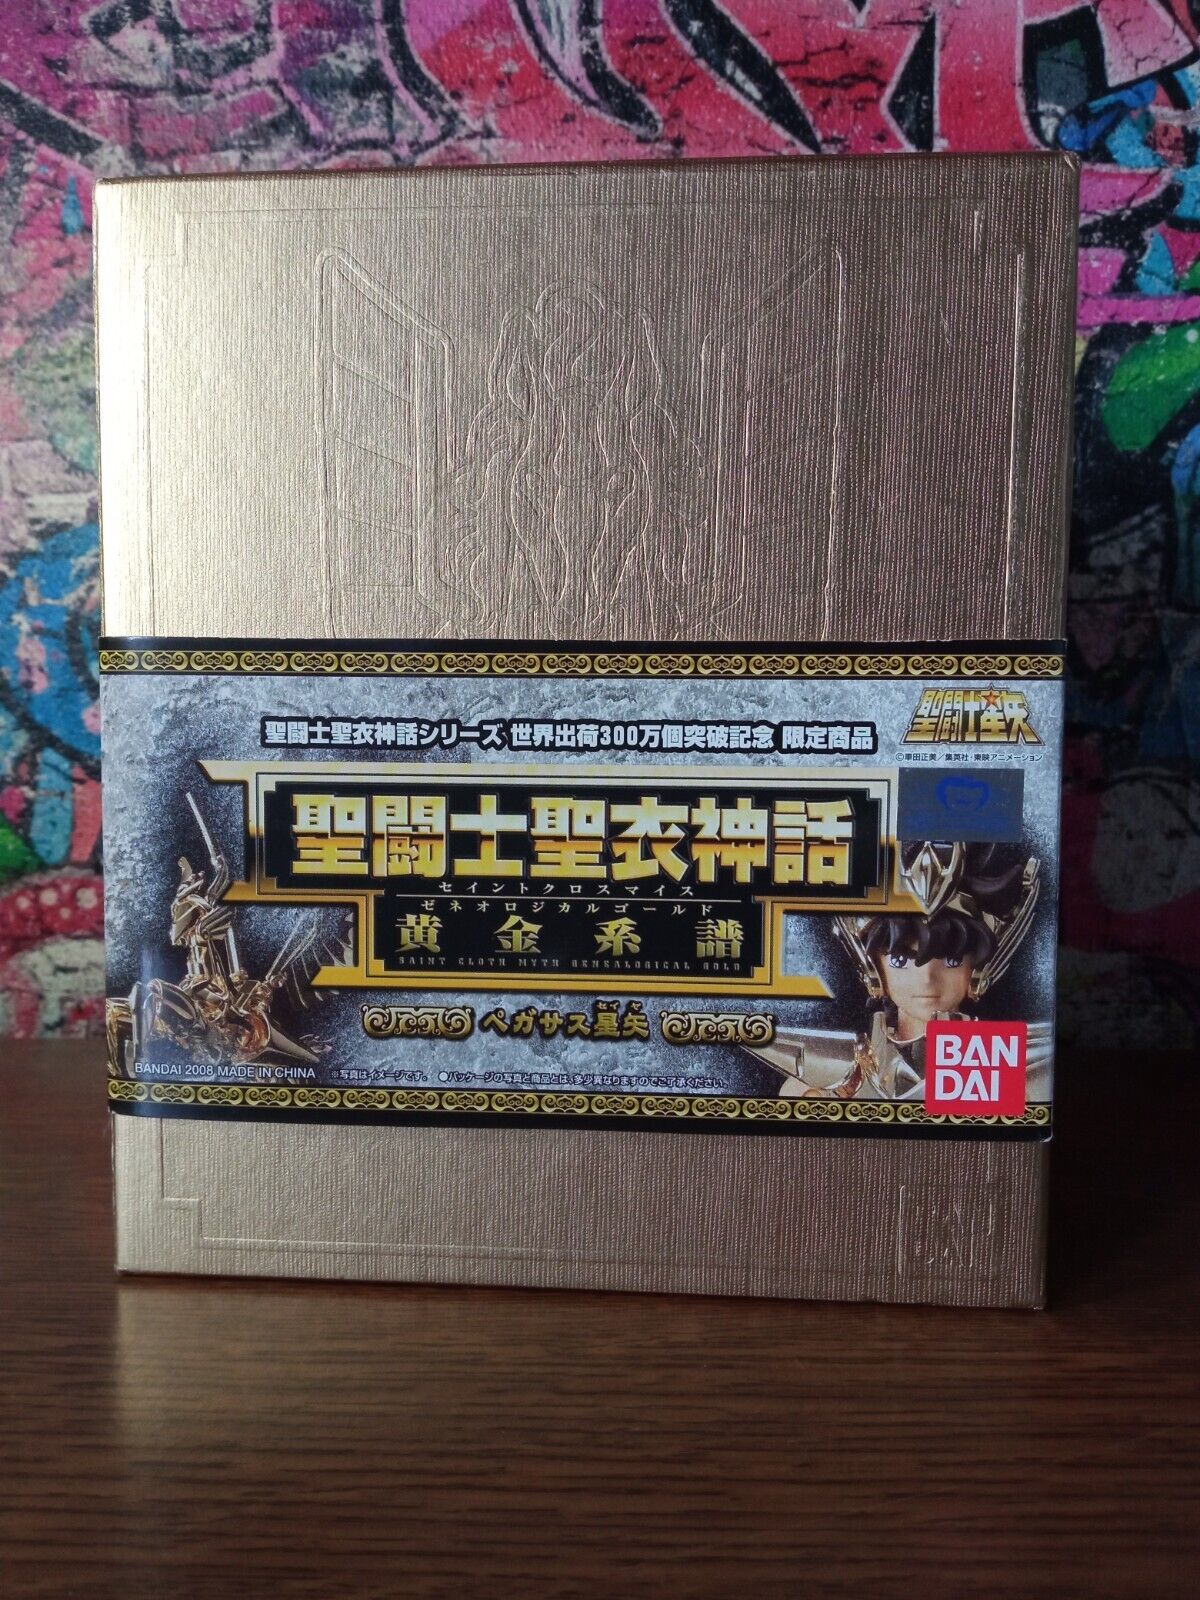 聖闘士星矢
©車田正美/集英社・東映アニメーション
聖闘士聖衣神話シリーズ 世界出荷300万個突破記念 限定商品
聖闘士聖衣神話
セイントクロスマイス
ゼネオロジカルゴールド
黄金系譜
SAINT CLOTH MYTH GENEALOGICAL GOLD
セイヤ
ペガサス星矢
BANDAI 2008 MADE IN CHINA
※写真はイメージです。 ●パッケージの写真と商品とは、多少異なりますのでご了承ください。
BAN
DAI